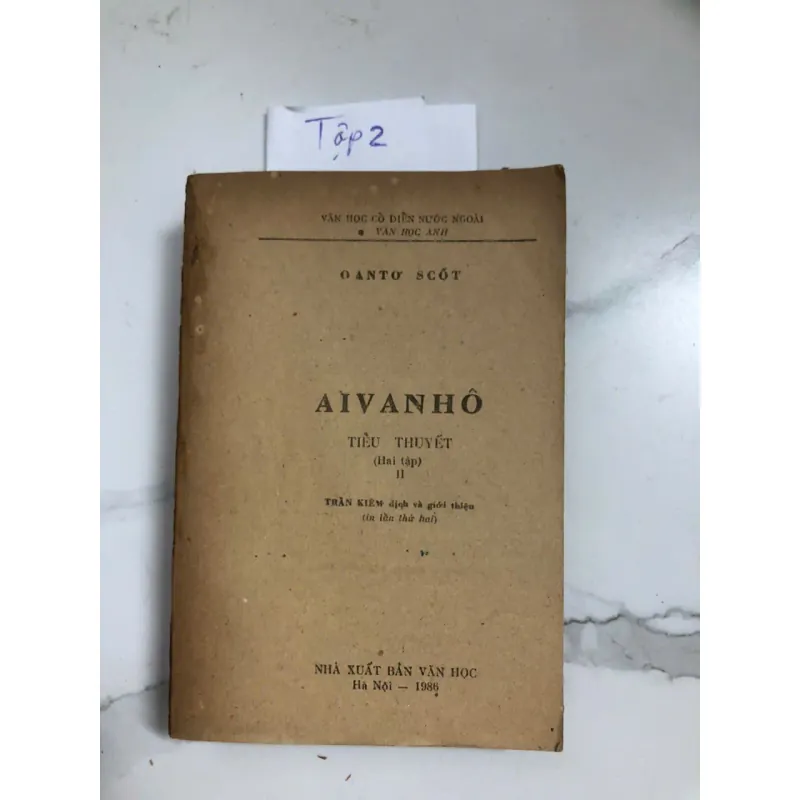 Tập 2
VĂN HỌC CỔ ĐIỂN NƯỚC NGOÀI
VĂN HỌC ANH
OANTƠ SCỐT
AIVANHÔ
TIỂU THUYẾT
(Hai tập)
II
TRẦN KIÊM dịch và giới thiệu
(in lần thứ hai)
NHÀ XUẤT BẢN VĂN HỌC
Hà Nội — 1986